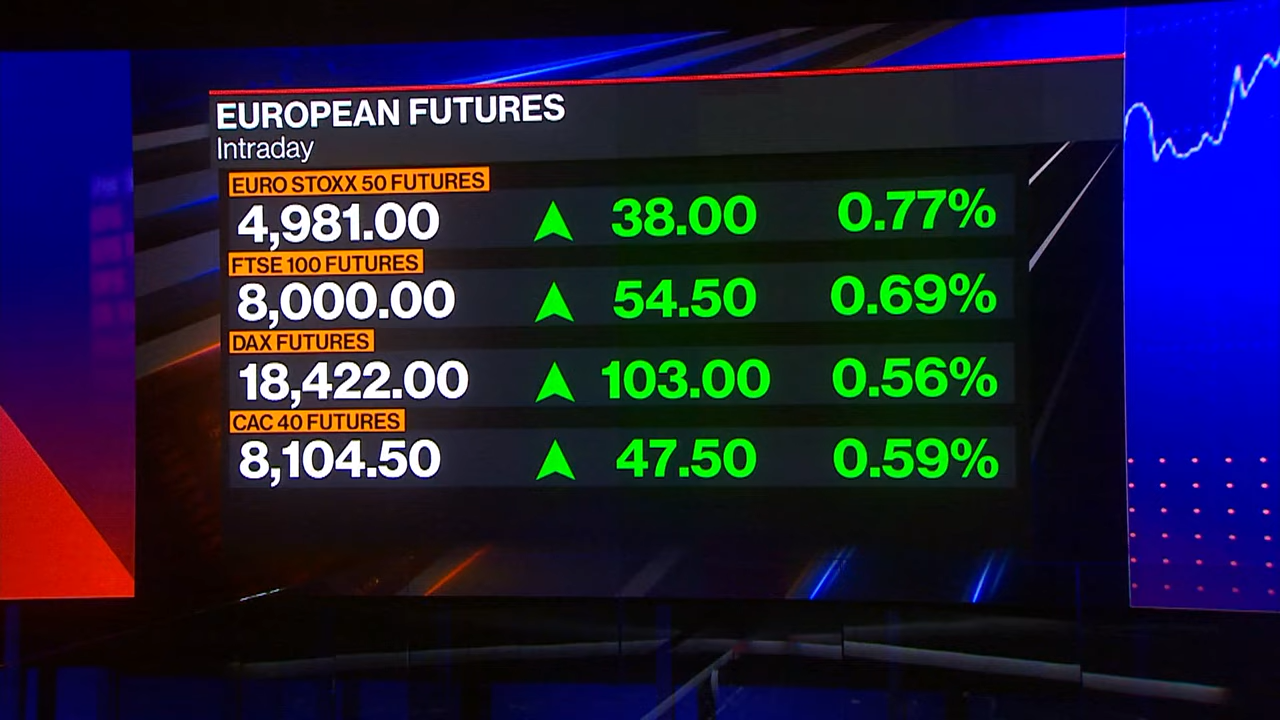 EUROPEAN FUTURES
Intraday
EURO STOXX 50 FUTURES
4,981.00 ▲ 38.00 0.77%
FTSE 100 FUTURES
8,000.00 ▲ 54.50 0.69%
DAX FUTURES
18,422.00 ▲ 103.00 0.56%
CAC 40 FUTURES
8,104.50 ▲ 47.50 0.59%